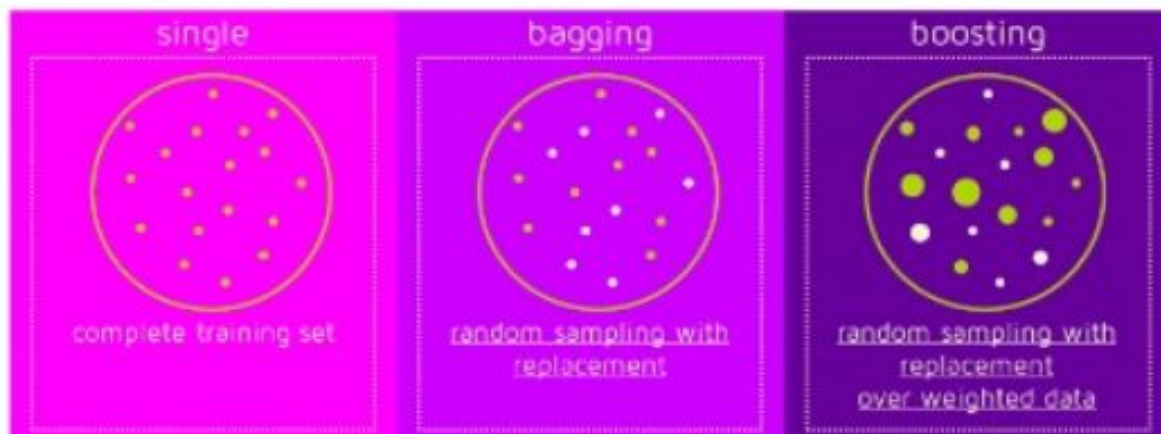 single
complete training set
bagging
random sampling with
replacement
boosting
random sampling with
replacement
over weighted data